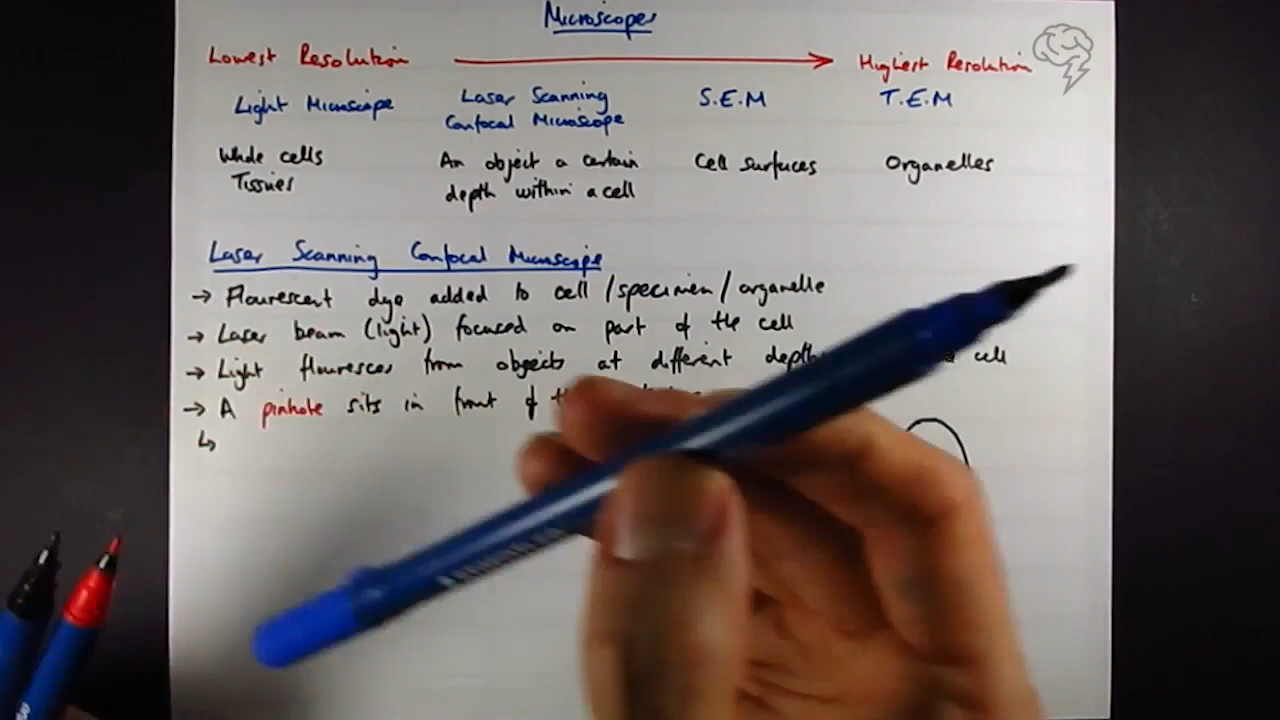 Microscopes
Lowest Resolution Highest Resolution
Light Microscope Laser Scanning Confocal Microscope S.E.M T.E.M
Whole cells An object a certain Cell surfaces Organelles
Tissues depth within a cell
Laser Scanning Confocal Microscope
→ Flourescent dye added to cell/specimen/organelle
→ Laser beam (light) focused on part of the cell
→ Light flouresces from objects at different cell
→ A pinhole sits in front of
↳